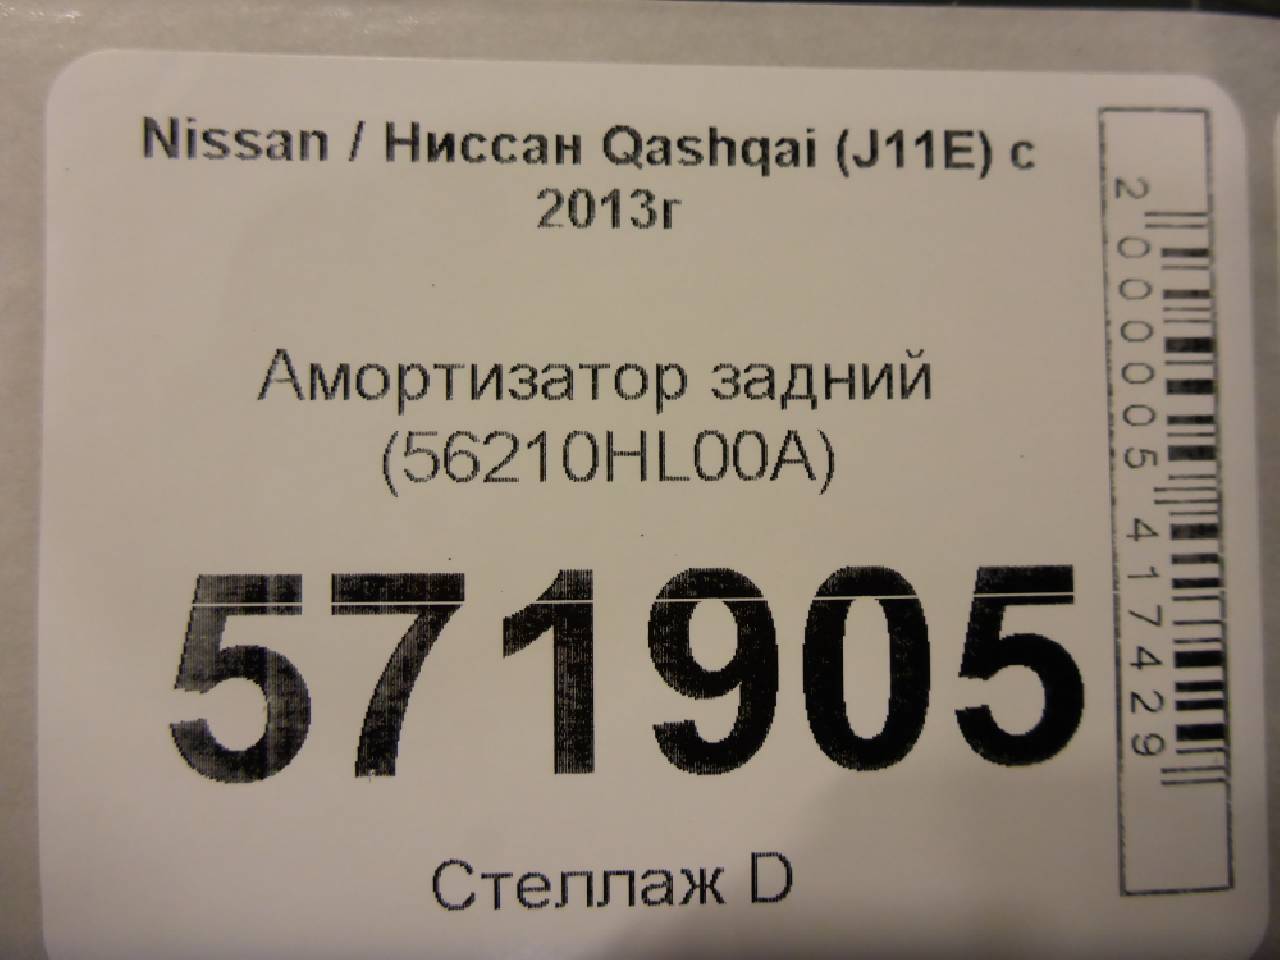 Nissan / Ниссан Qashqai (J11E) с
2013г
Амортизатор задний
(56210HL00A)
571905
Стеллаж D
2000005417429